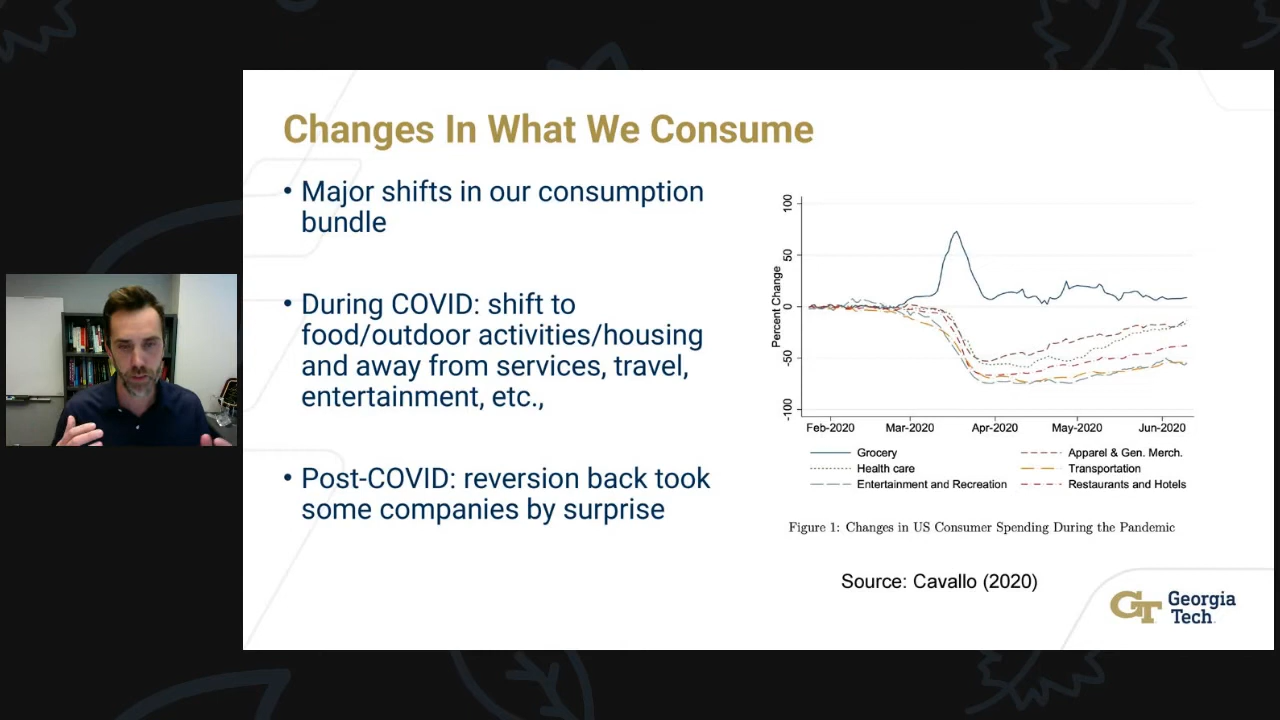 Changes In What We Consume
• Major shifts in our consumption
bundle
• During COVID: shift to
food/outdoor activities/housing
and away from services, travel,
entertainment, etc.,
• Post-COVID: reversion back took
some companies by surprise
Percent Change
100
50
0
-50
-100
Feb-2020 Mar-2020 Apr-2020 May-2020 Jun-2020
Grocery Apparel & Gen. Merch.
Health care Transportation
Entertainment and Recreation Restaurants and Hotels
Figure 1: Changes in US Consumer Spending During the Pandemic
Source: Cavallo (2020)
GT Georgia
Tech